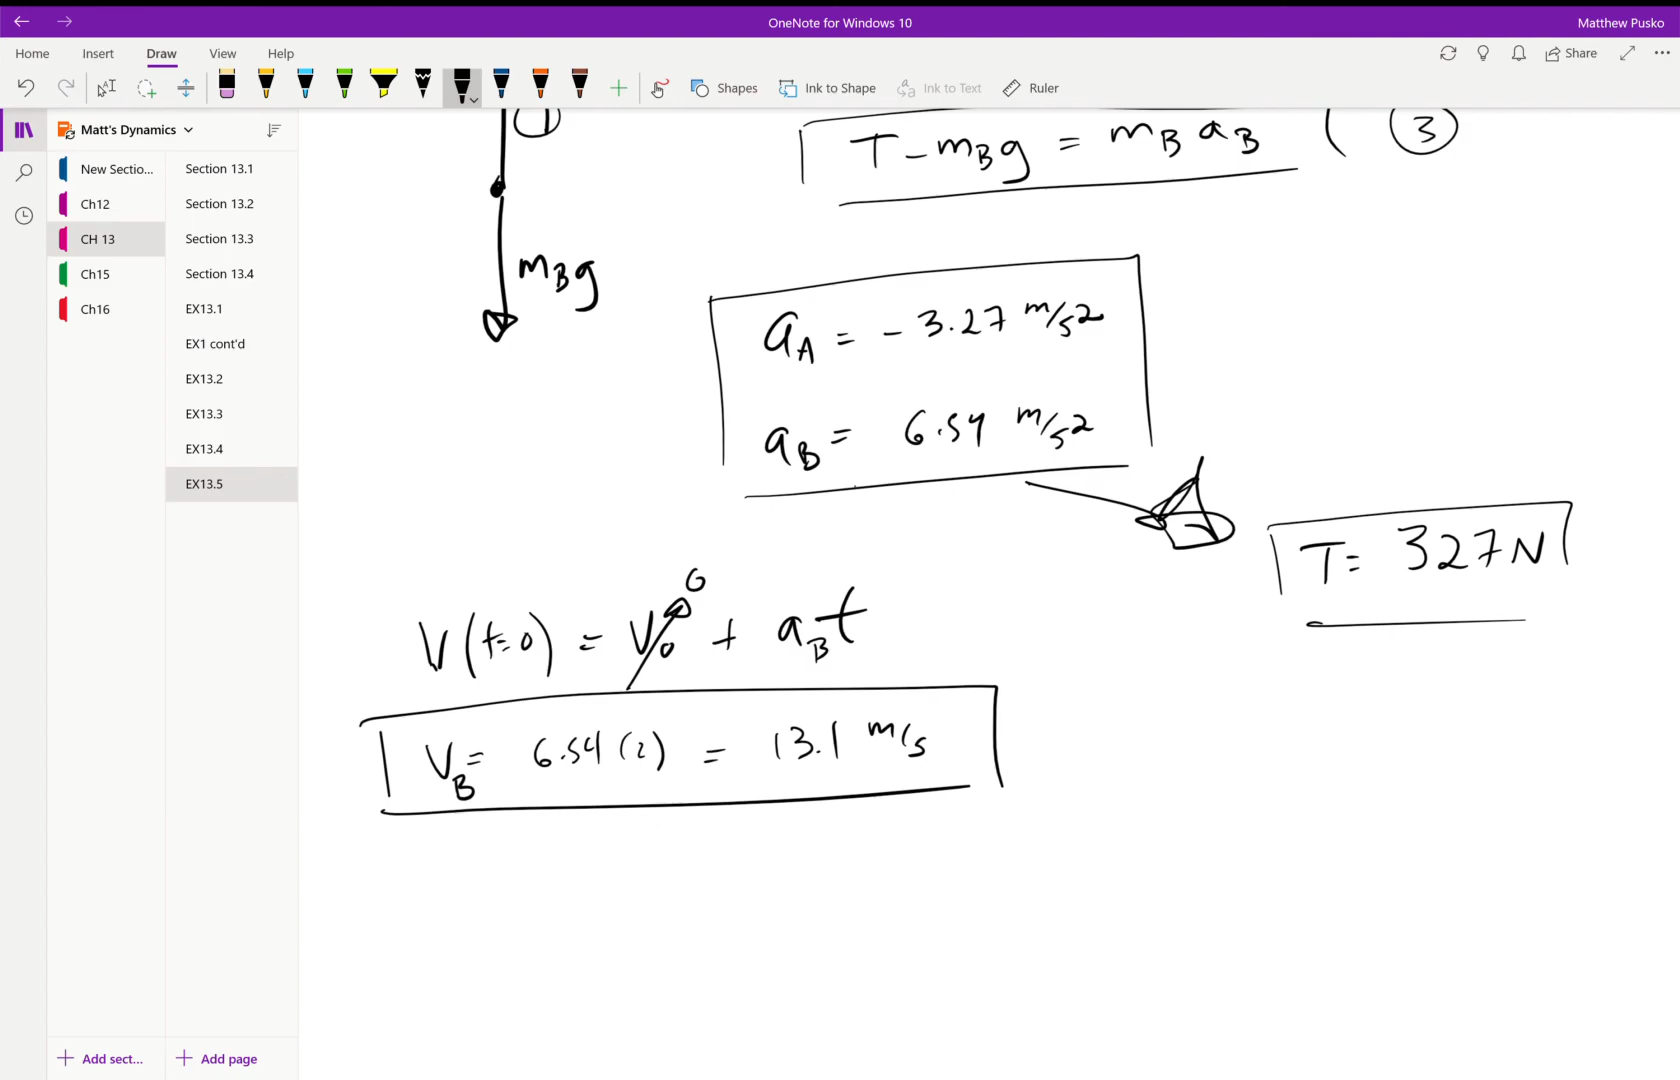 OneNote for Windows 10
Matthew Pusko
Home Insert Draw View Help
Share
Shapes Ink to Shape Ink to Text Ruler
Matt's Dynamics
New Sectio...
Ch12
CH 13
Ch15
Ch16
Section 13.1
Section 13.2
Section 13.3
Section 13.4
EX13.1
EX1 cont'd
EX13.2
EX13.3
EX13.4
EX13.5
Add sect...
Add page
1
T - mBg = mB aB 3
mBg
aA = -3.27 m/s2
aB = 6.54 m/s2
T= 327N
V(t=0) = V0 0 + aBt
VB= 6.54(2) = 13.1 m/s